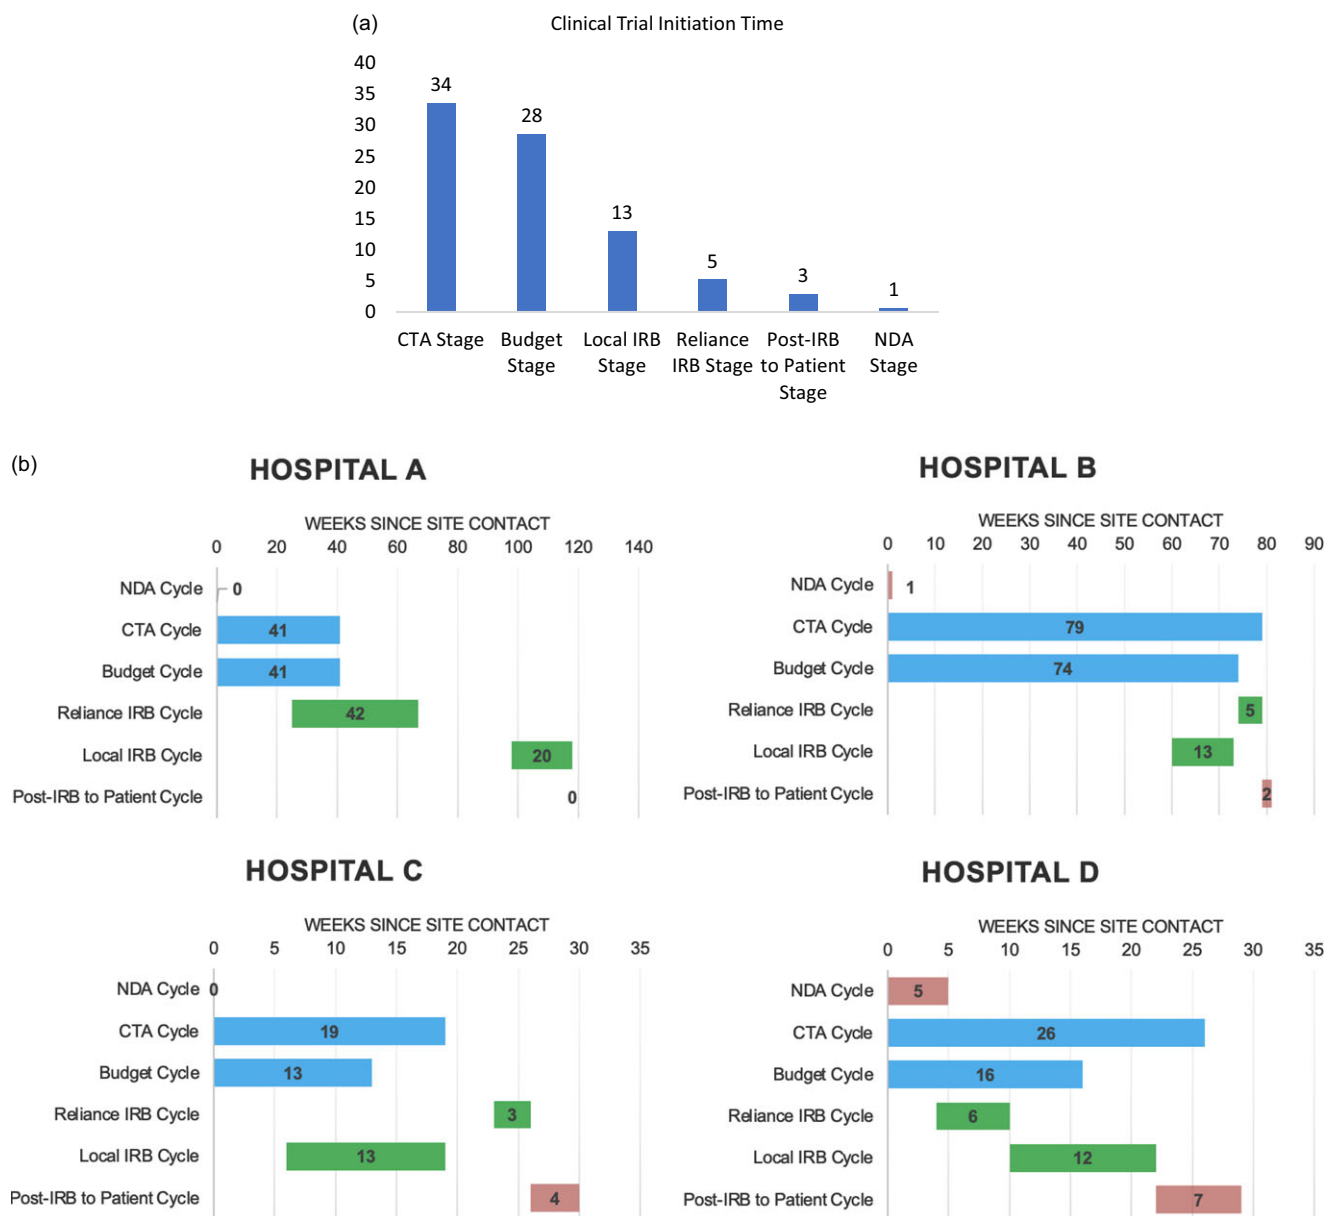 (a)
Clinical Trial Initiation Time
40
35
30
25
20
15
10
5
0
34
28
13
5
3
1
CTA Stage
Budget
Stage
Local IRB
Stage
Reliance
IRB Stage
Post-IRB
to Patient
Stage
NDA
Stage
(b)
HOSPITAL A
WEEKS SINCE SITE CONTACT
0 20 40 60 80 100 120 140
NDA Cycle 0
CTA Cycle 41
Budget Cycle 41
Reliance IRB Cycle 42
Local IRB Cycle 20
Post-IRB to Patient Cycle 0
HOSPITAL B
WEEKS SINCE SITE CONTACT
0 10 20 30 40 50 60 70 80 90
NDA Cycle 1
CTA Cycle 79
Budget Cycle 74
Reliance IRB Cycle 5
Local IRB Cycle 13
Post-IRB to Patient Cycle 2
HOSPITAL C
WEEKS SINCE SITE CONTACT
0 5 10 15 20 25 30 35
NDA Cycle 0
CTA Cycle 19
Budget Cycle 13
Reliance IRB Cycle 3
Local IRB Cycle 13
Post-IRB to Patient Cycle 4
HOSPITAL D
WEEKS SINCE SITE CONTACT
0 5 10 15 20 25 30 35
NDA Cycle 5
CTA Cycle 26
Budget Cycle 16
Reliance IRB Cycle 6
Local IRB Cycle 12
Post-IRB to Patient Cycle 7